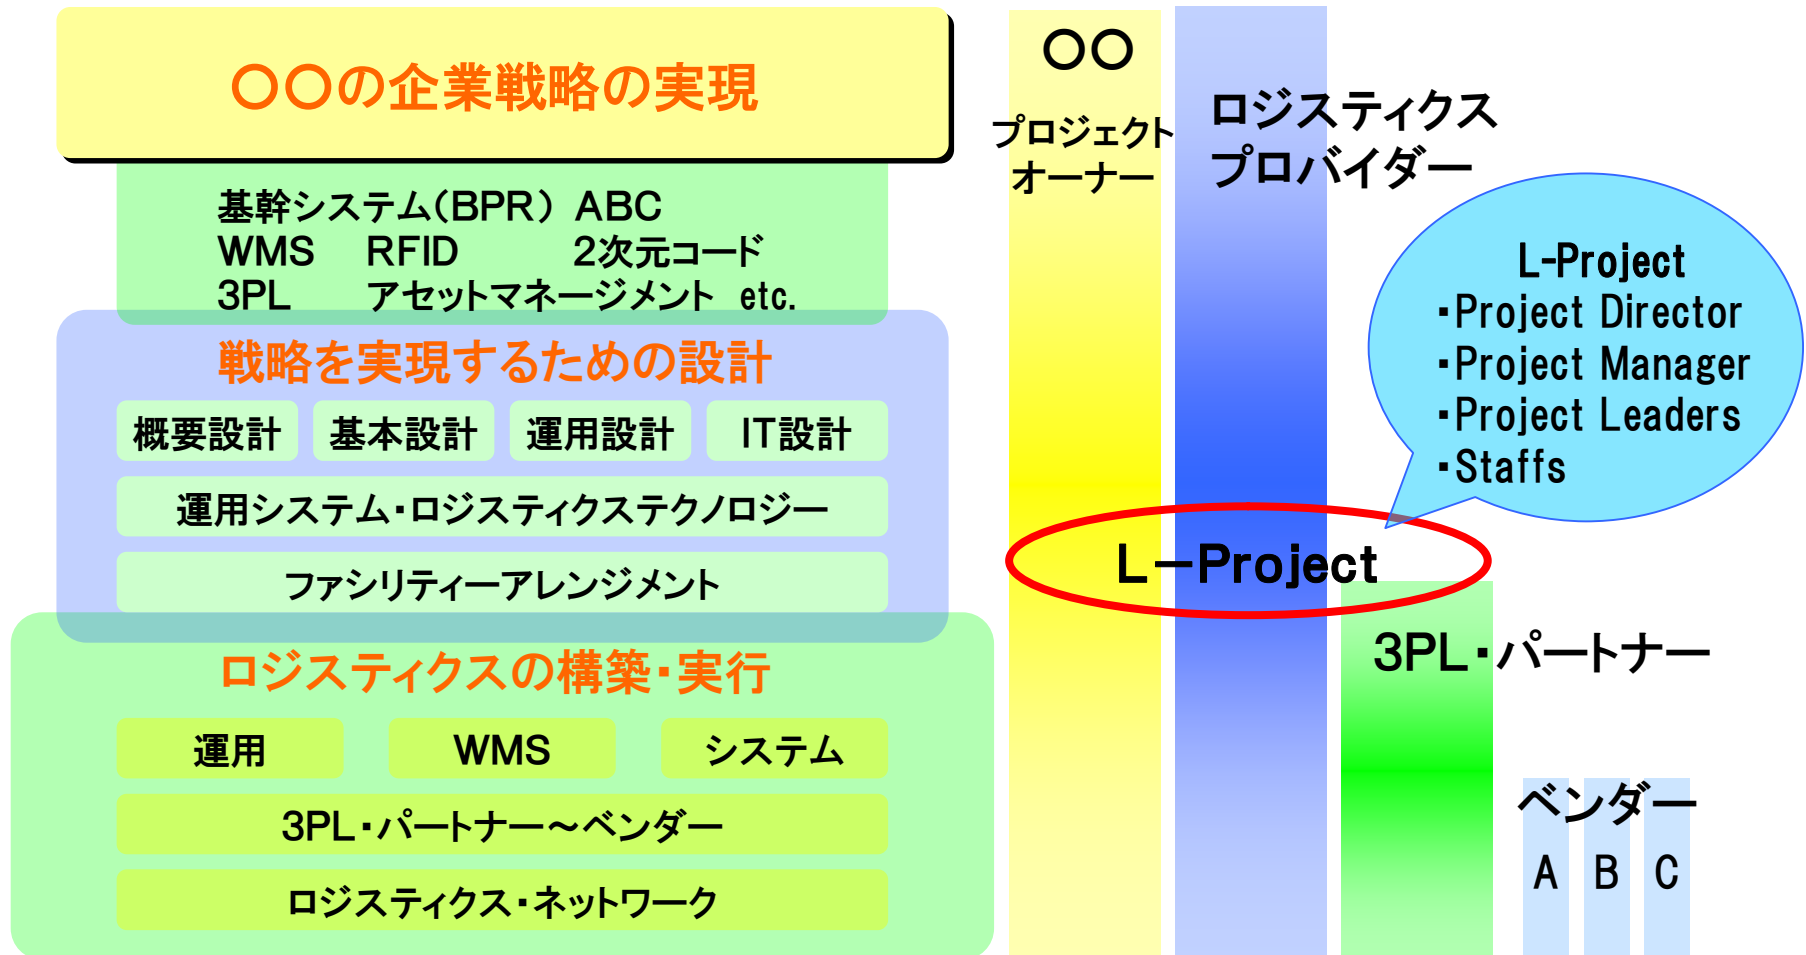 〇〇の企業戦略の実現
基幹システム（BPR） ABC
WMS RFID 2次元コード
3PL アセットマネージメント etc.
戦略を実現するための設計
概要設計 基本設計 運用設計 IT設計
運用システム・ロジスティクステクノロジー
ファシリティーアレンジメント
ロジスティクスの構築・実行
運用 WMS システム
3PL・パートナー～ベンダー
ロジスティクス・ネットワーク
〇〇
プロジェクト
オーナー
ロジスティクス
プロバイダー
L-Project
・Project Director
・Project Manager
・Project Leaders
・Staffs
L－Project
3PL・パートナー
ベンダー
A B C